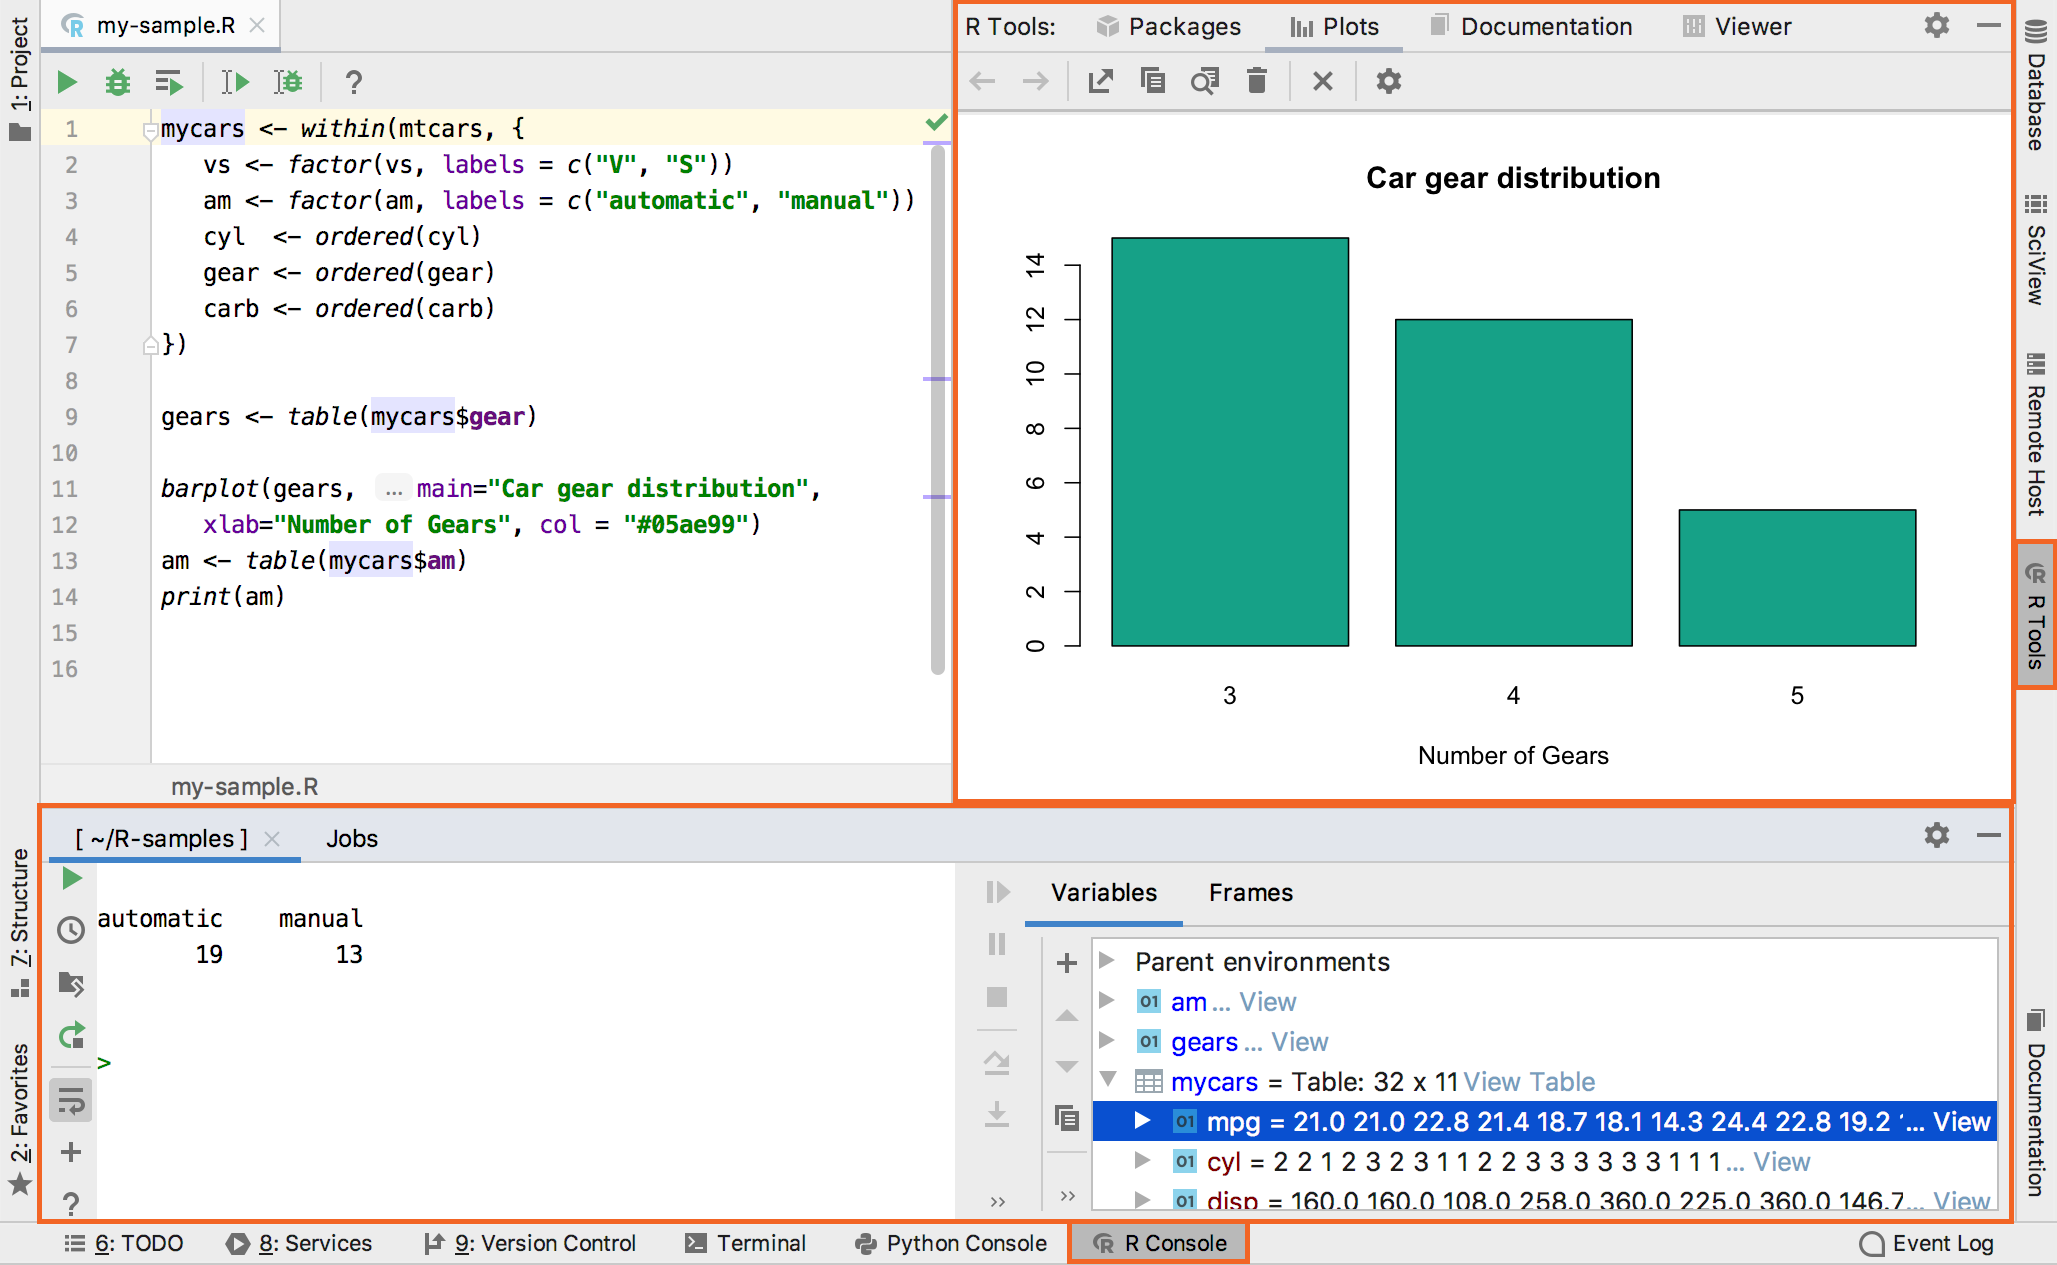 1: Project
my-sample.R
1 mycars <- within(mtcars, {
2 vs <- factor(vs, labels = c("V", "S"))
3 am <- factor(am, labels = c("automatic", "manual"))
4 cyl  <- ordered(cyl)
5 gear <- ordered(gear)
6 carb <- ordered(carb)
7 })
8
9 gears <- table(mycars$gear)
10
11 barplot(gears, ... main="Car gear distribution",
12 xlab="Number of Gears", col = "#05ae99")
13 am <- table(mycars$am)
14 print(am)
15
16
my-sample.R
R Tools: Packages Plots Documentation Viewer
Car gear distribution
14
12
10
8
6
4
2
0
3 4 5
Number of Gears
Database
SciView
Remote Host
R Tools
Documentation
7: Structure
2: Favorites
[ ~/R-samples ] Jobs
automatic manual
19 13
>
Variables Frames
Parent environments
01 am ... View
01 gears ... View
mycars = Table: 32 x 11 View Table
01 mpg = 21.0 21.0 22.8 21.4 18.7 18.1 14.3 24.4 22.8 19.2 ... View
01 cyl = 2 2 1 2 3 2 3 1 1 2 2 3 3 3 3 3 3 1 1 1 ... View
01 disp = 160.0 160.0 108.0 258.0 360.0 225.0 360.0 146.7... View
6: TODO 8: Services 9: Version Control Terminal Python Console R Console Event Log